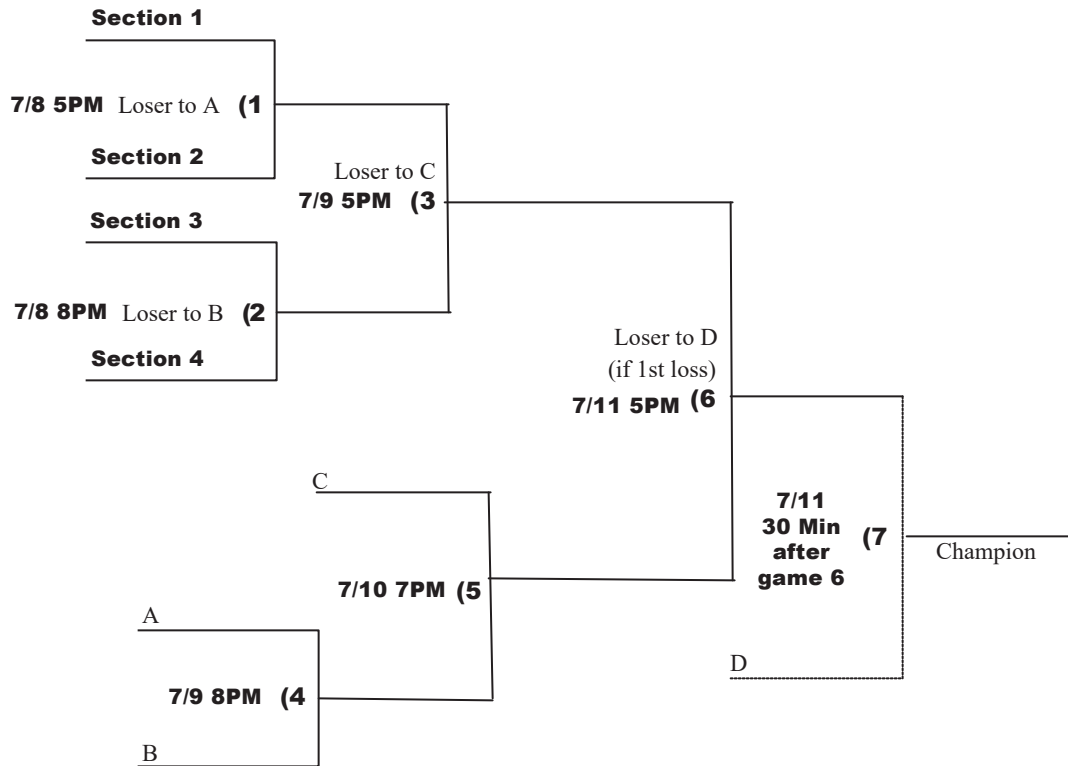 Section 1
7/8 5PM Loser to A (1
Section 2
Loser to C
7/9 5PM (3
Section 3
7/8 8PM Loser to B (2
Section 4
Loser to D
(if 1st loss)
7/11 5PM (6
C
7/10 7PM (5
7/11
30 Min
after
game 6
(7
Champion
A
7/9 8PM (4
B
D